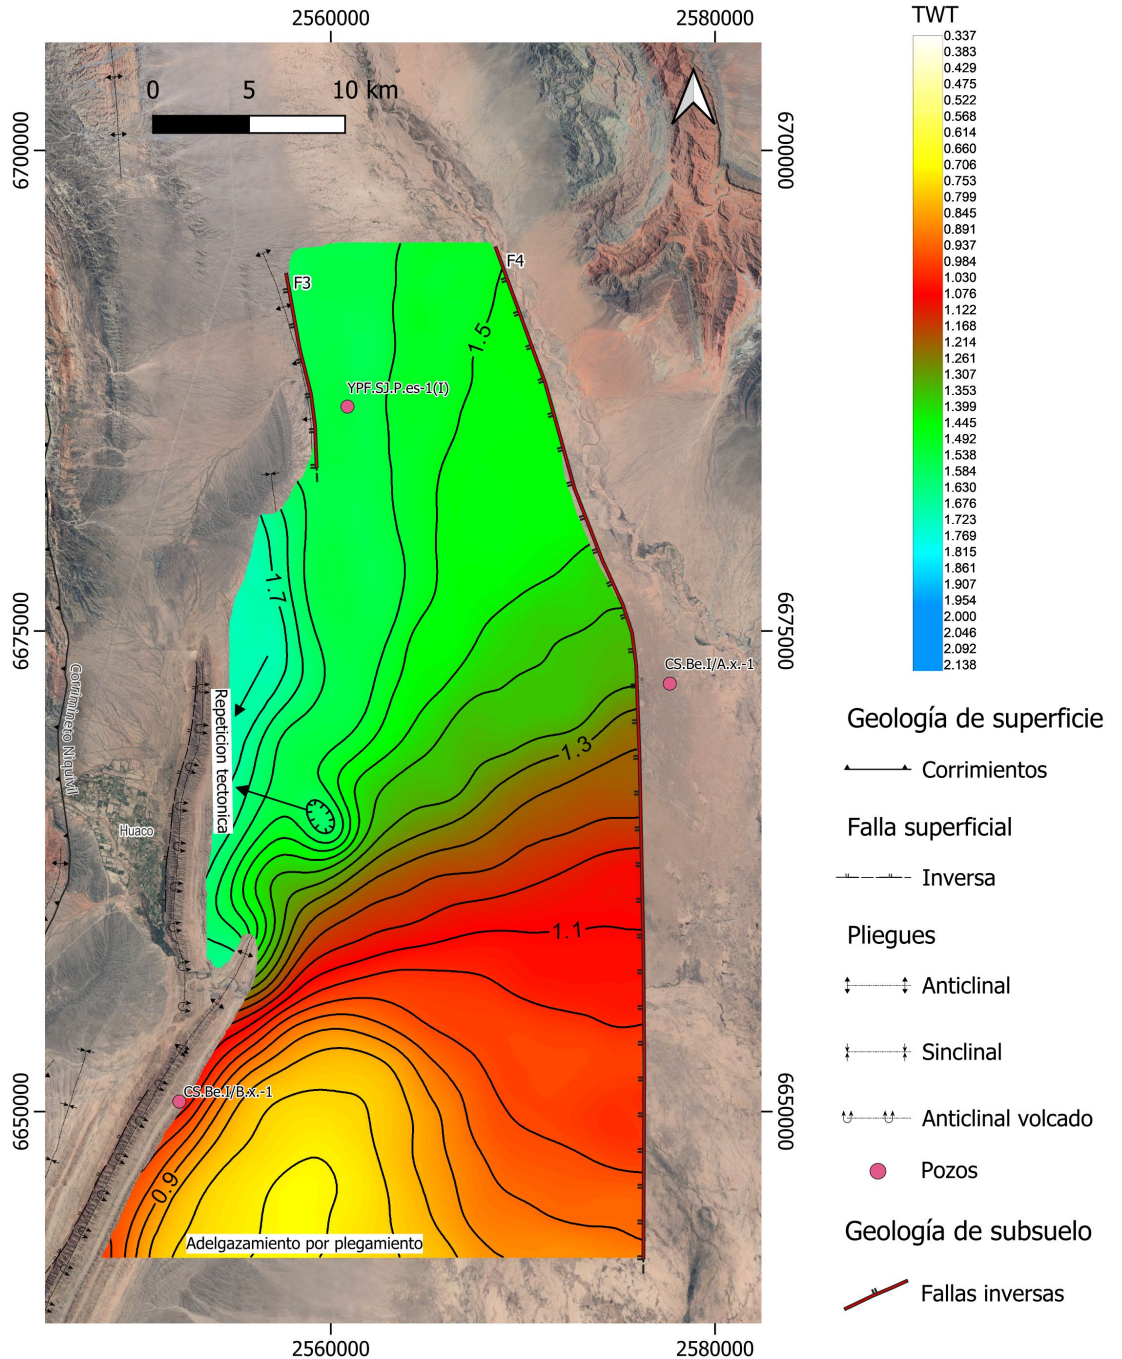 2560000
2580000
TWT
0 5 10 km
6700000
6700000
0.337
0.383
0.429
0.475
0.522
0.568
0.614
0.660
0.706
0.753
0.799
0.845
0.891
0.937
0.984
1.030
1.076
1.122
1.168
1.214
1.261
1.307
1.353
1.399
1.445
1.492
1.538
1.584
1.630
1.676
1.723
1.769
1.815
1.861
1.907
1.954
2.000
2.046
2.092
2.138
F4
F3
1.5
YPF.SJ.P.es-1(I)
1.7
6675000
6675000
CS.Be.I/A.x.-1
Corrimineto Niquivil
Repeticion tectonica
1.3
Huaco
1.1
CS.Be.I/B.x.-1
6650000
6650000
0.9
Adelgazamiento por plegamiento
2560000
2580000
Geología de superficie
Corrimientos
Falla superficial
Inversa
Pliegues
Anticlinal
Sinclinal
Anticlinal volcado
Pozos
Geología de subsuelo
Fallas inversas